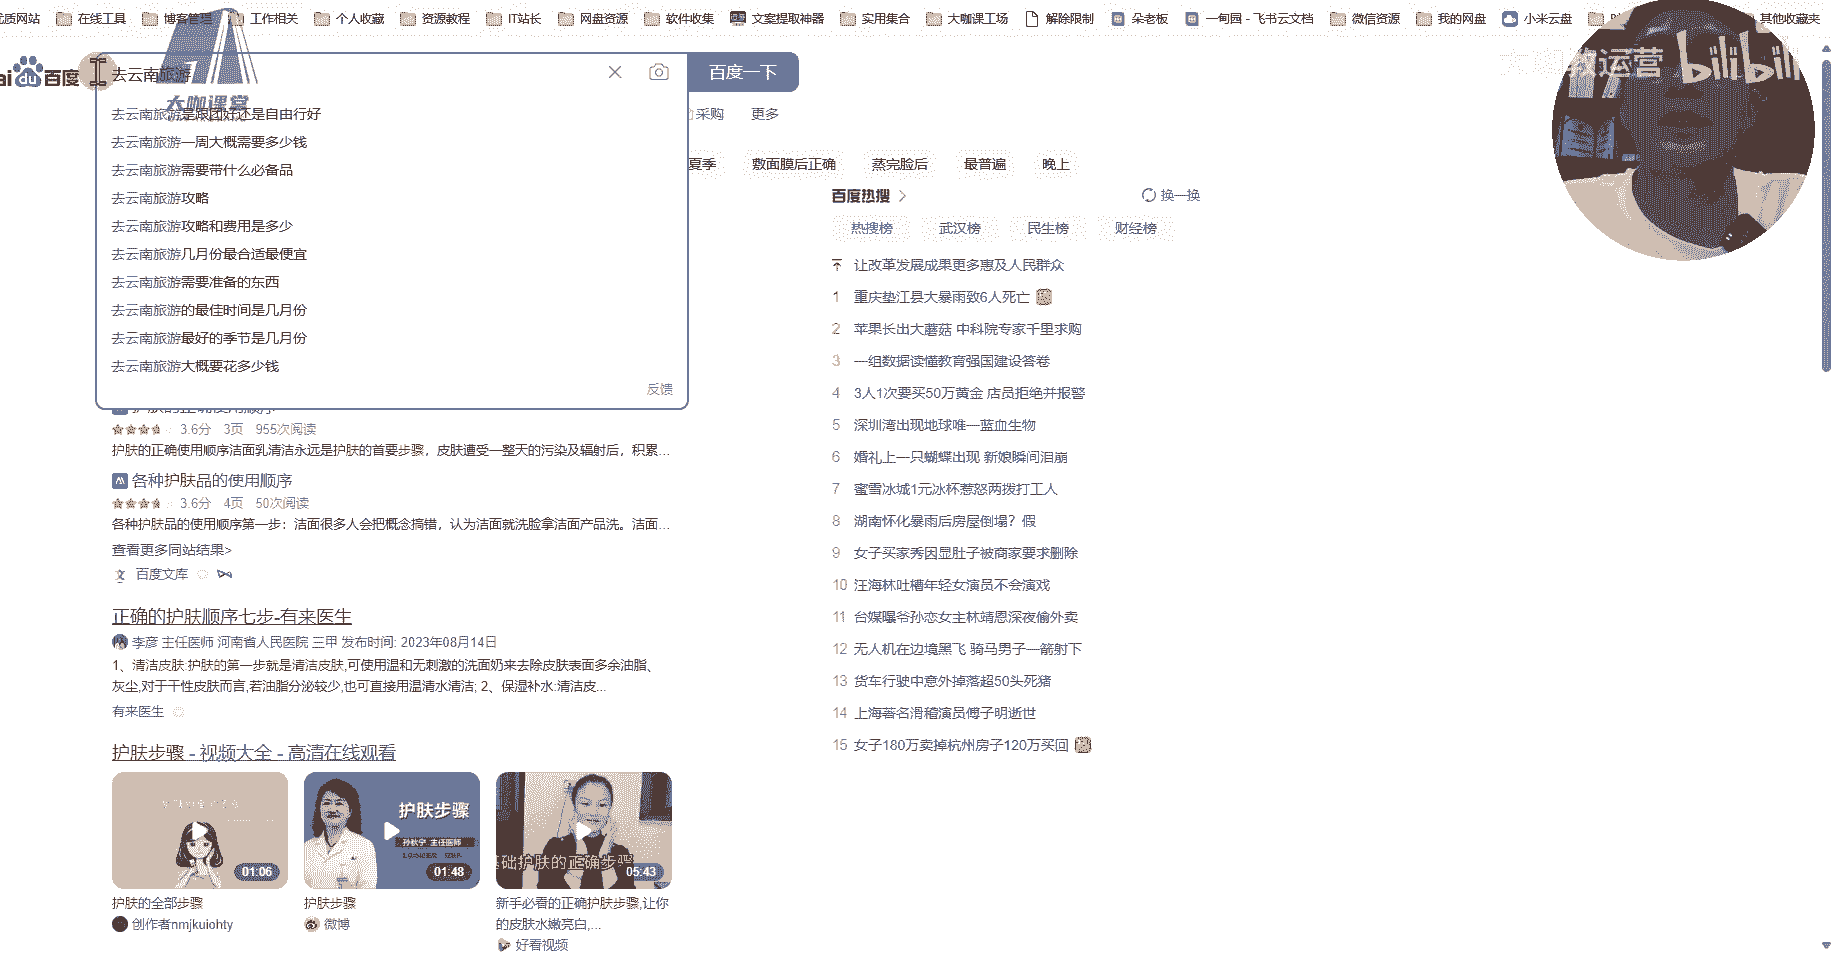 优质网站 在线工具 博客管理 工作相关 个人收藏 资源教程 IT站长 网盘资源 软件收集 文案提取神器 实用集合 大咖课工场 解除限制 朵老板 一甸园 - 飞书云文档 微信资源 我的网盘 小米云盘 其他收藏夹
教运营 bilibili
大咖课堂
Bai du 百度
去云南旅游
百度一下
采购 更多
去云南旅游是跟团好还是自由行好
去云南旅游一周大概需要多少钱
去云南旅游需要带什么必备品
去云南旅游攻略
去云南旅游攻略和费用是多少
去云南旅游几月份最合适最便宜
去云南旅游需要准备的东西
去云南旅游的最佳时间是几月份
去云南旅游最好的季节是几月份
去云南旅游大概要花多少钱
反馈
夏季 敷面膜后正确 蒸完脸后 最普遍 晚上
护肤的正确使用顺序
3.6分 3页 955次阅读
护肤的正确使用顺序洁面乳清洁永远是护肤的首要步骤，皮肤遭受一整天的污染及辐射后，积累...
各种护肤品的使用顺序
3.6分 4页 50次阅读
各种护肤品的使用顺序第一步：洁面很多人会把概念搞错，认为洁面就洗脸拿洁面产品洗。洁面...
查看更多同站结果>
百度文库
正确的护肤顺序七步-有来医生
李彦 主任医师 河南省人民医院 三甲 发布时间: 2023年08月14日
1、清洁皮肤:护肤的第一步就是清洁皮肤,可使用温和无刺激的洗面奶来去除皮肤表面多余油脂、
灰尘,对于干性皮肤而言,若油脂分泌较少,也可直接用温清水清洁; 2、保湿补水:清洁皮...
有来医生
护肤步骤 - 视频大全 - 高清在线观看
01:06
护肤步骤
孙秋宁 主任医师
01:48
基础护肤的正确步骤
05:43
护肤的全部步骤
创作者nmjkuiohty
护肤步骤
微博
新手必看的正确护肤步骤,让你
的皮肤水嫩亮白,...
好看视频
百度热搜 >
换一换
热搜榜 武汉榜 民生榜 财经榜
让改革发展成果更多惠及人民群众
1 重庆垫江县大暴雨致6人死亡
2 苹果长出大蘑菇 中科院专家千里求购
3 一组数据读懂教育强国建设答卷
4 3人1次要买50万黄金 店员拒绝并报警
5 深圳湾出现地球唯一蓝血生物
6 婚礼上一只蝴蝶出现 新娘瞬间泪崩
7 蜜雪冰城1元冰杯惹怒两拨打工人
8 湖南怀化暴雨后房屋倒塌？假
9 女子买家秀因显肚子被商家要求删除
10 汪海林吐槽年轻女演员不会演戏
11 台媒曝爷孙恋女主林靖恩深夜偷外卖
12 无人机在边境黑飞 骑马男子一箭射下
13 货车行驶中意外掉落超50头死猪
14 上海著名滑稽演员傅子明逝世
15 女子180万卖掉杭州房子120万买回